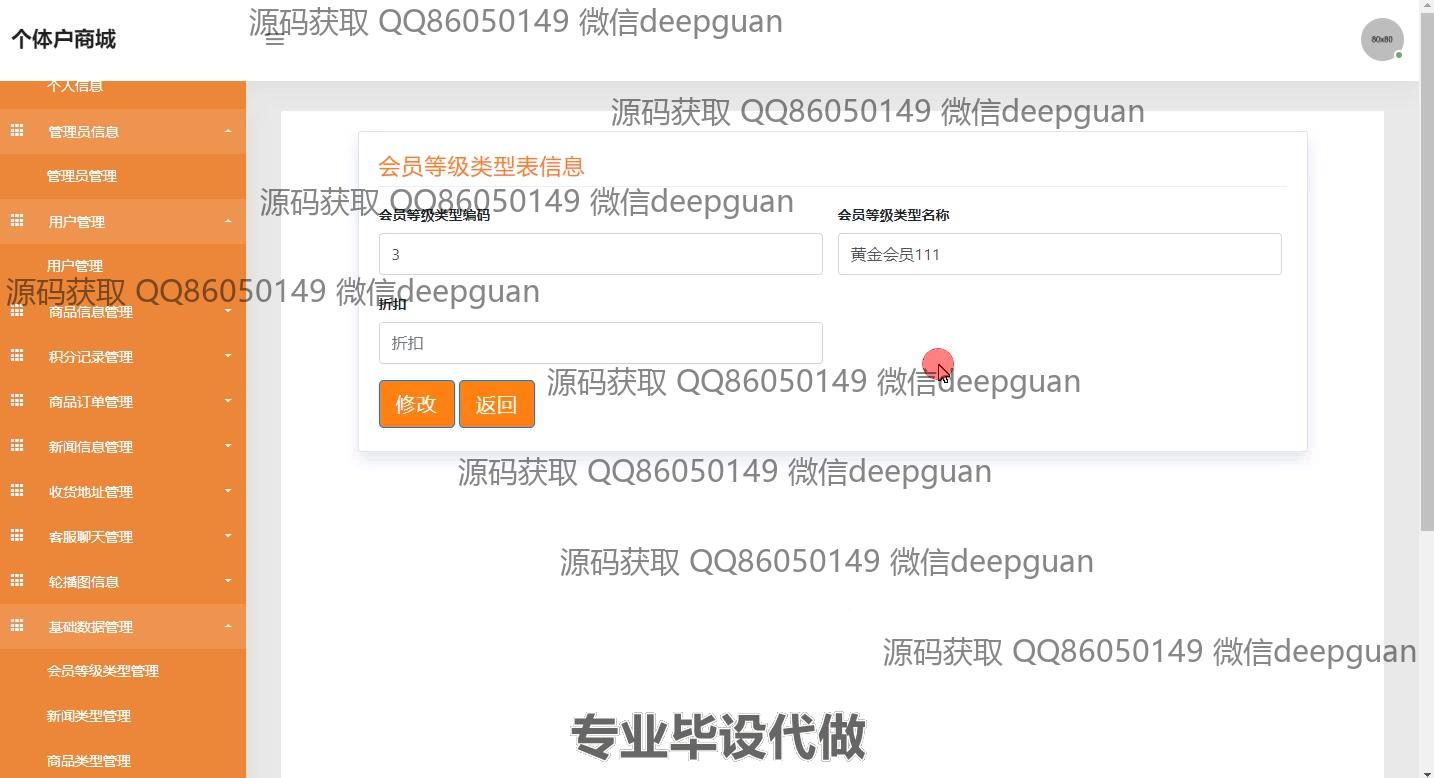 个体户商城
源码获取 QQ86050149 微信deepguan
80x80
个人信息
源码获取 QQ86050149 微信deepguan
管理员信息
会员等级类型表信息
管理员管理
源码获取 QQ86050149 微信deepguan
会员等级类型编码
会员等级类型名称
用户管理
3
黄金会员111
用户管理
源码获取 QQ86050149 微信deepguan
折扣
商品信息管理
折扣
积分记录管理
源码获取 QQ86050149 微信deepguan
修改
返回
商品订单管理
新闻信息管理
源码获取 QQ86050149 微信deepguan
收货地址管理
客服聊天管理
源码获取 QQ86050149 微信deepguan
轮播图信息
基础数据管理
源码获取 QQ86050149 微信deepguan
会员等级类型管理
新闻类型管理
专业毕设代做
商品类型管理